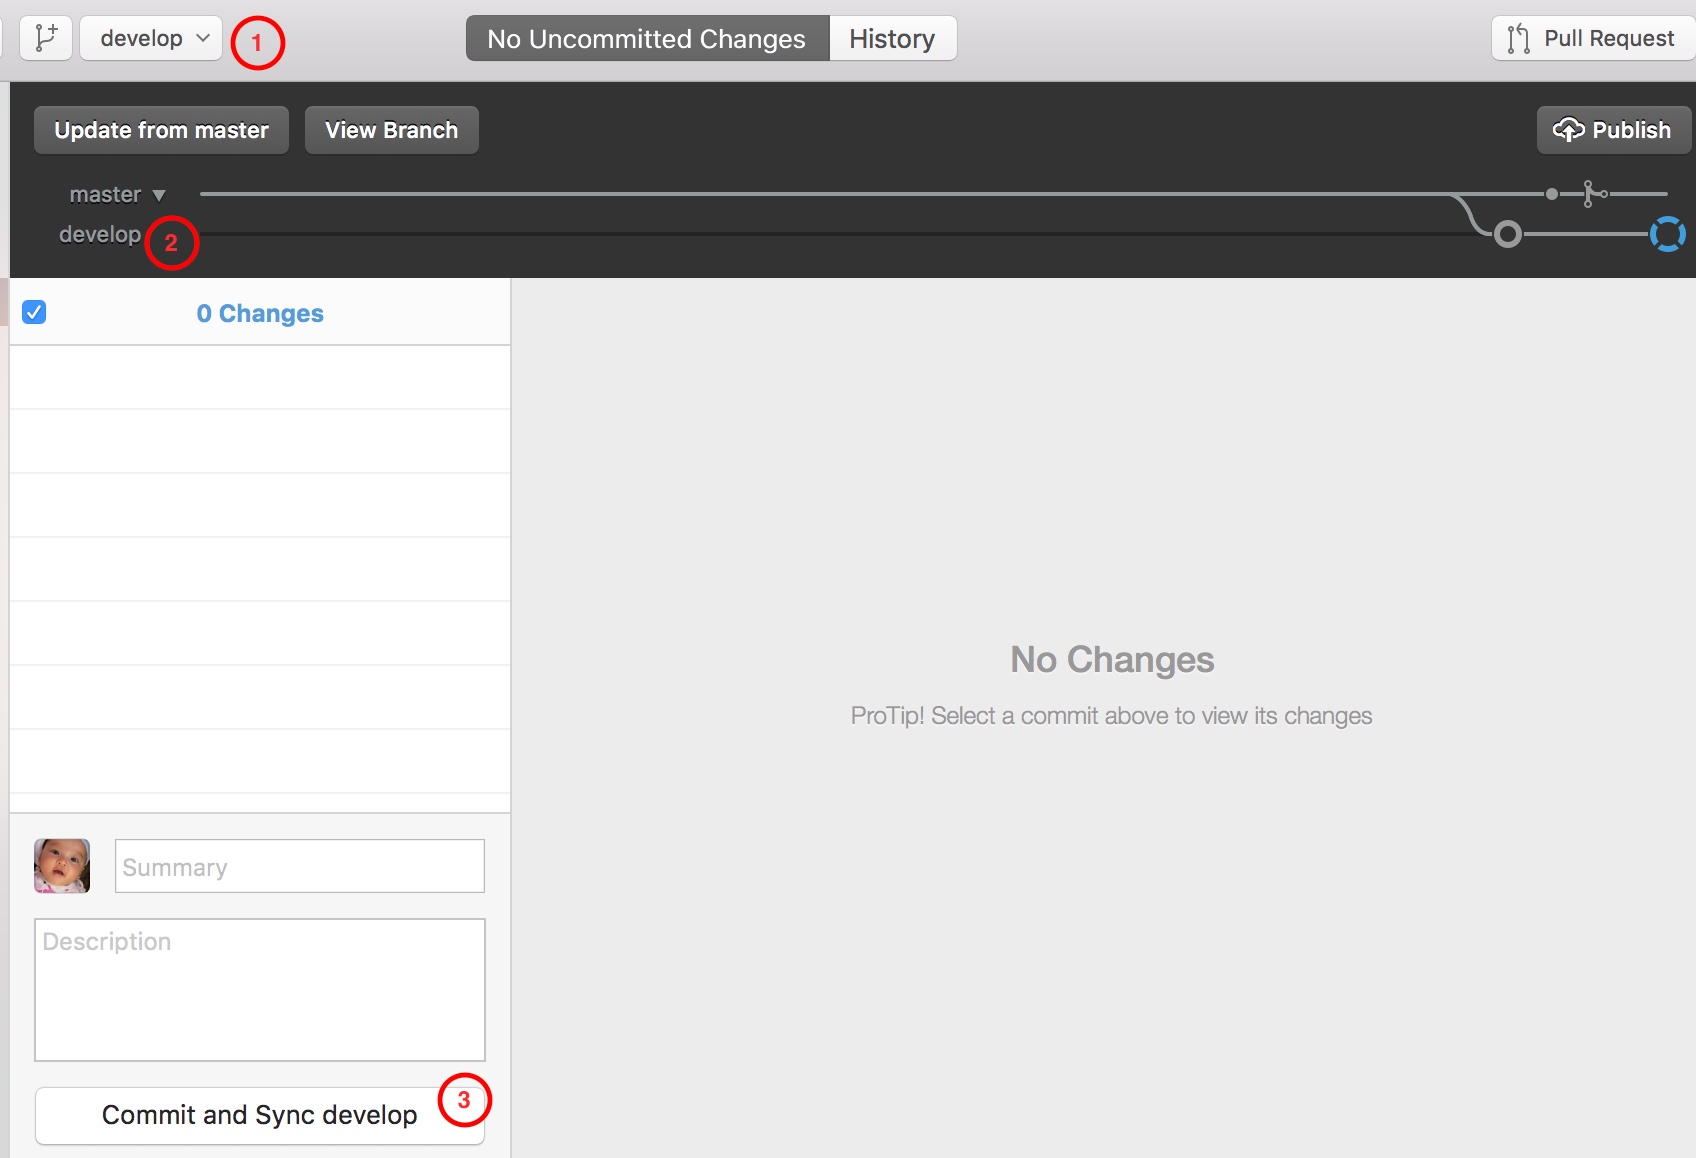 develop
1
No Uncommitted Changes
History
Pull Request
Update from master
View Branch
Publish
master
develop
2
0 Changes
No Changes
ProTip! Select a commit above to view its changes
Summary
Description
Commit and Sync develop
3